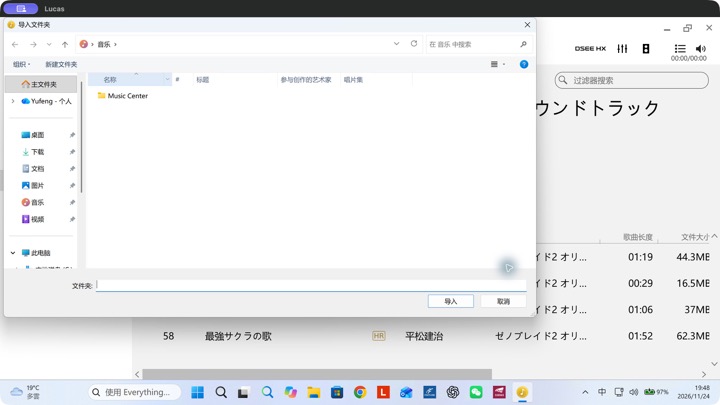 Lucas
导入文件夹
音乐
在 音乐 中搜索
组织
新建文件夹
主文件夹
Yufeng - 个人
桌面
下载
文档
图片
音乐
视频
此电脑
名称
#
标题
参与创作的艺术家
唱片集
Music Center
文件夹:
导入
取消
DSEE HX
00:00/00:00
过滤器搜索
ウンドトラック
歌曲长度
文件大小
イド2 オリ... 01:19 44.3MB
イド2 オリ... 00:29 16.5MB
イド2 オリ... 01:06 37MB
58 最強サクラの歌 HR 平松建治 ゼノブレイド2 オリ... 01:52 62.3MB
19°C
多雲
使用 Everything...
中
97%
19:48
2026/11/24